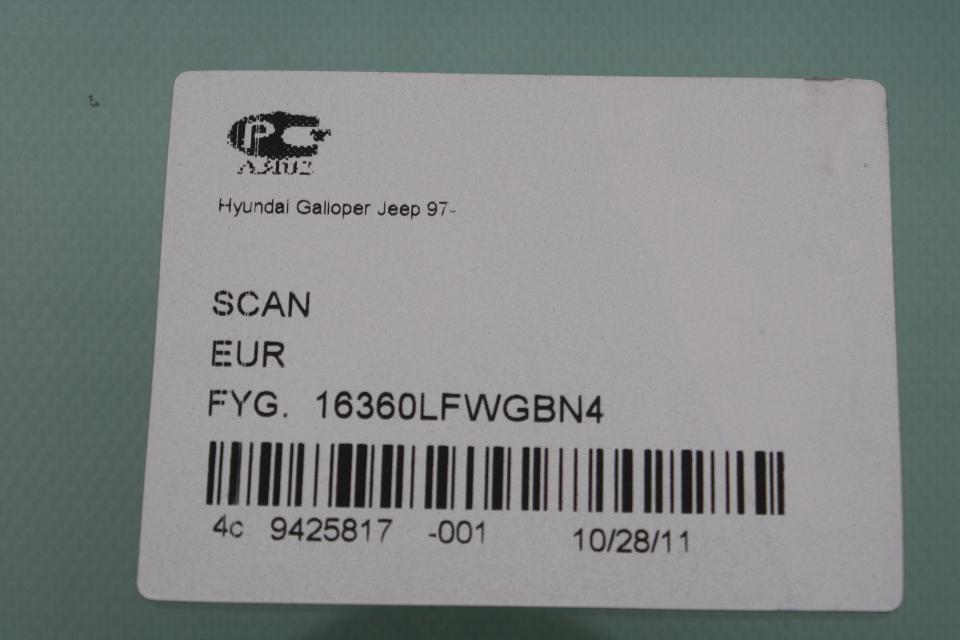 Hyundai Galloper Jeep 97-
SCAN
EUR
FYG. 16360LFWGBN4
4c 9425817 -001 10/28/11